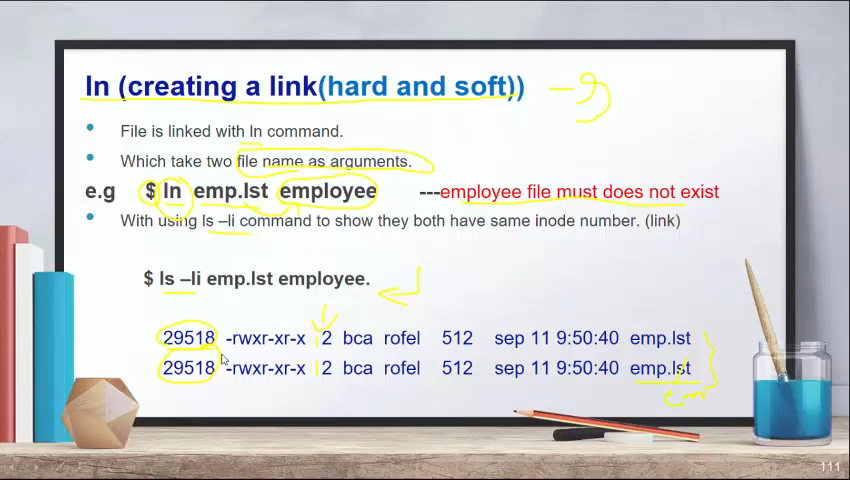 ln (creating a link(hard and soft))
File is linked with ln command.
Which take two file name as arguments.
e.g $ ln emp.lst employee ---employee file must does not exist
With using ls –li command to show they both have same inode number. (link)
$ ls –li emp.lst employee.
29518 -rwxr-xr-x 2 bca rofel 512 sep 11 9:50:40 emp.lst
29518 -rwxr-xr-x 2 bca rofel 512 sep 11 9:50:40 emp.lst
111